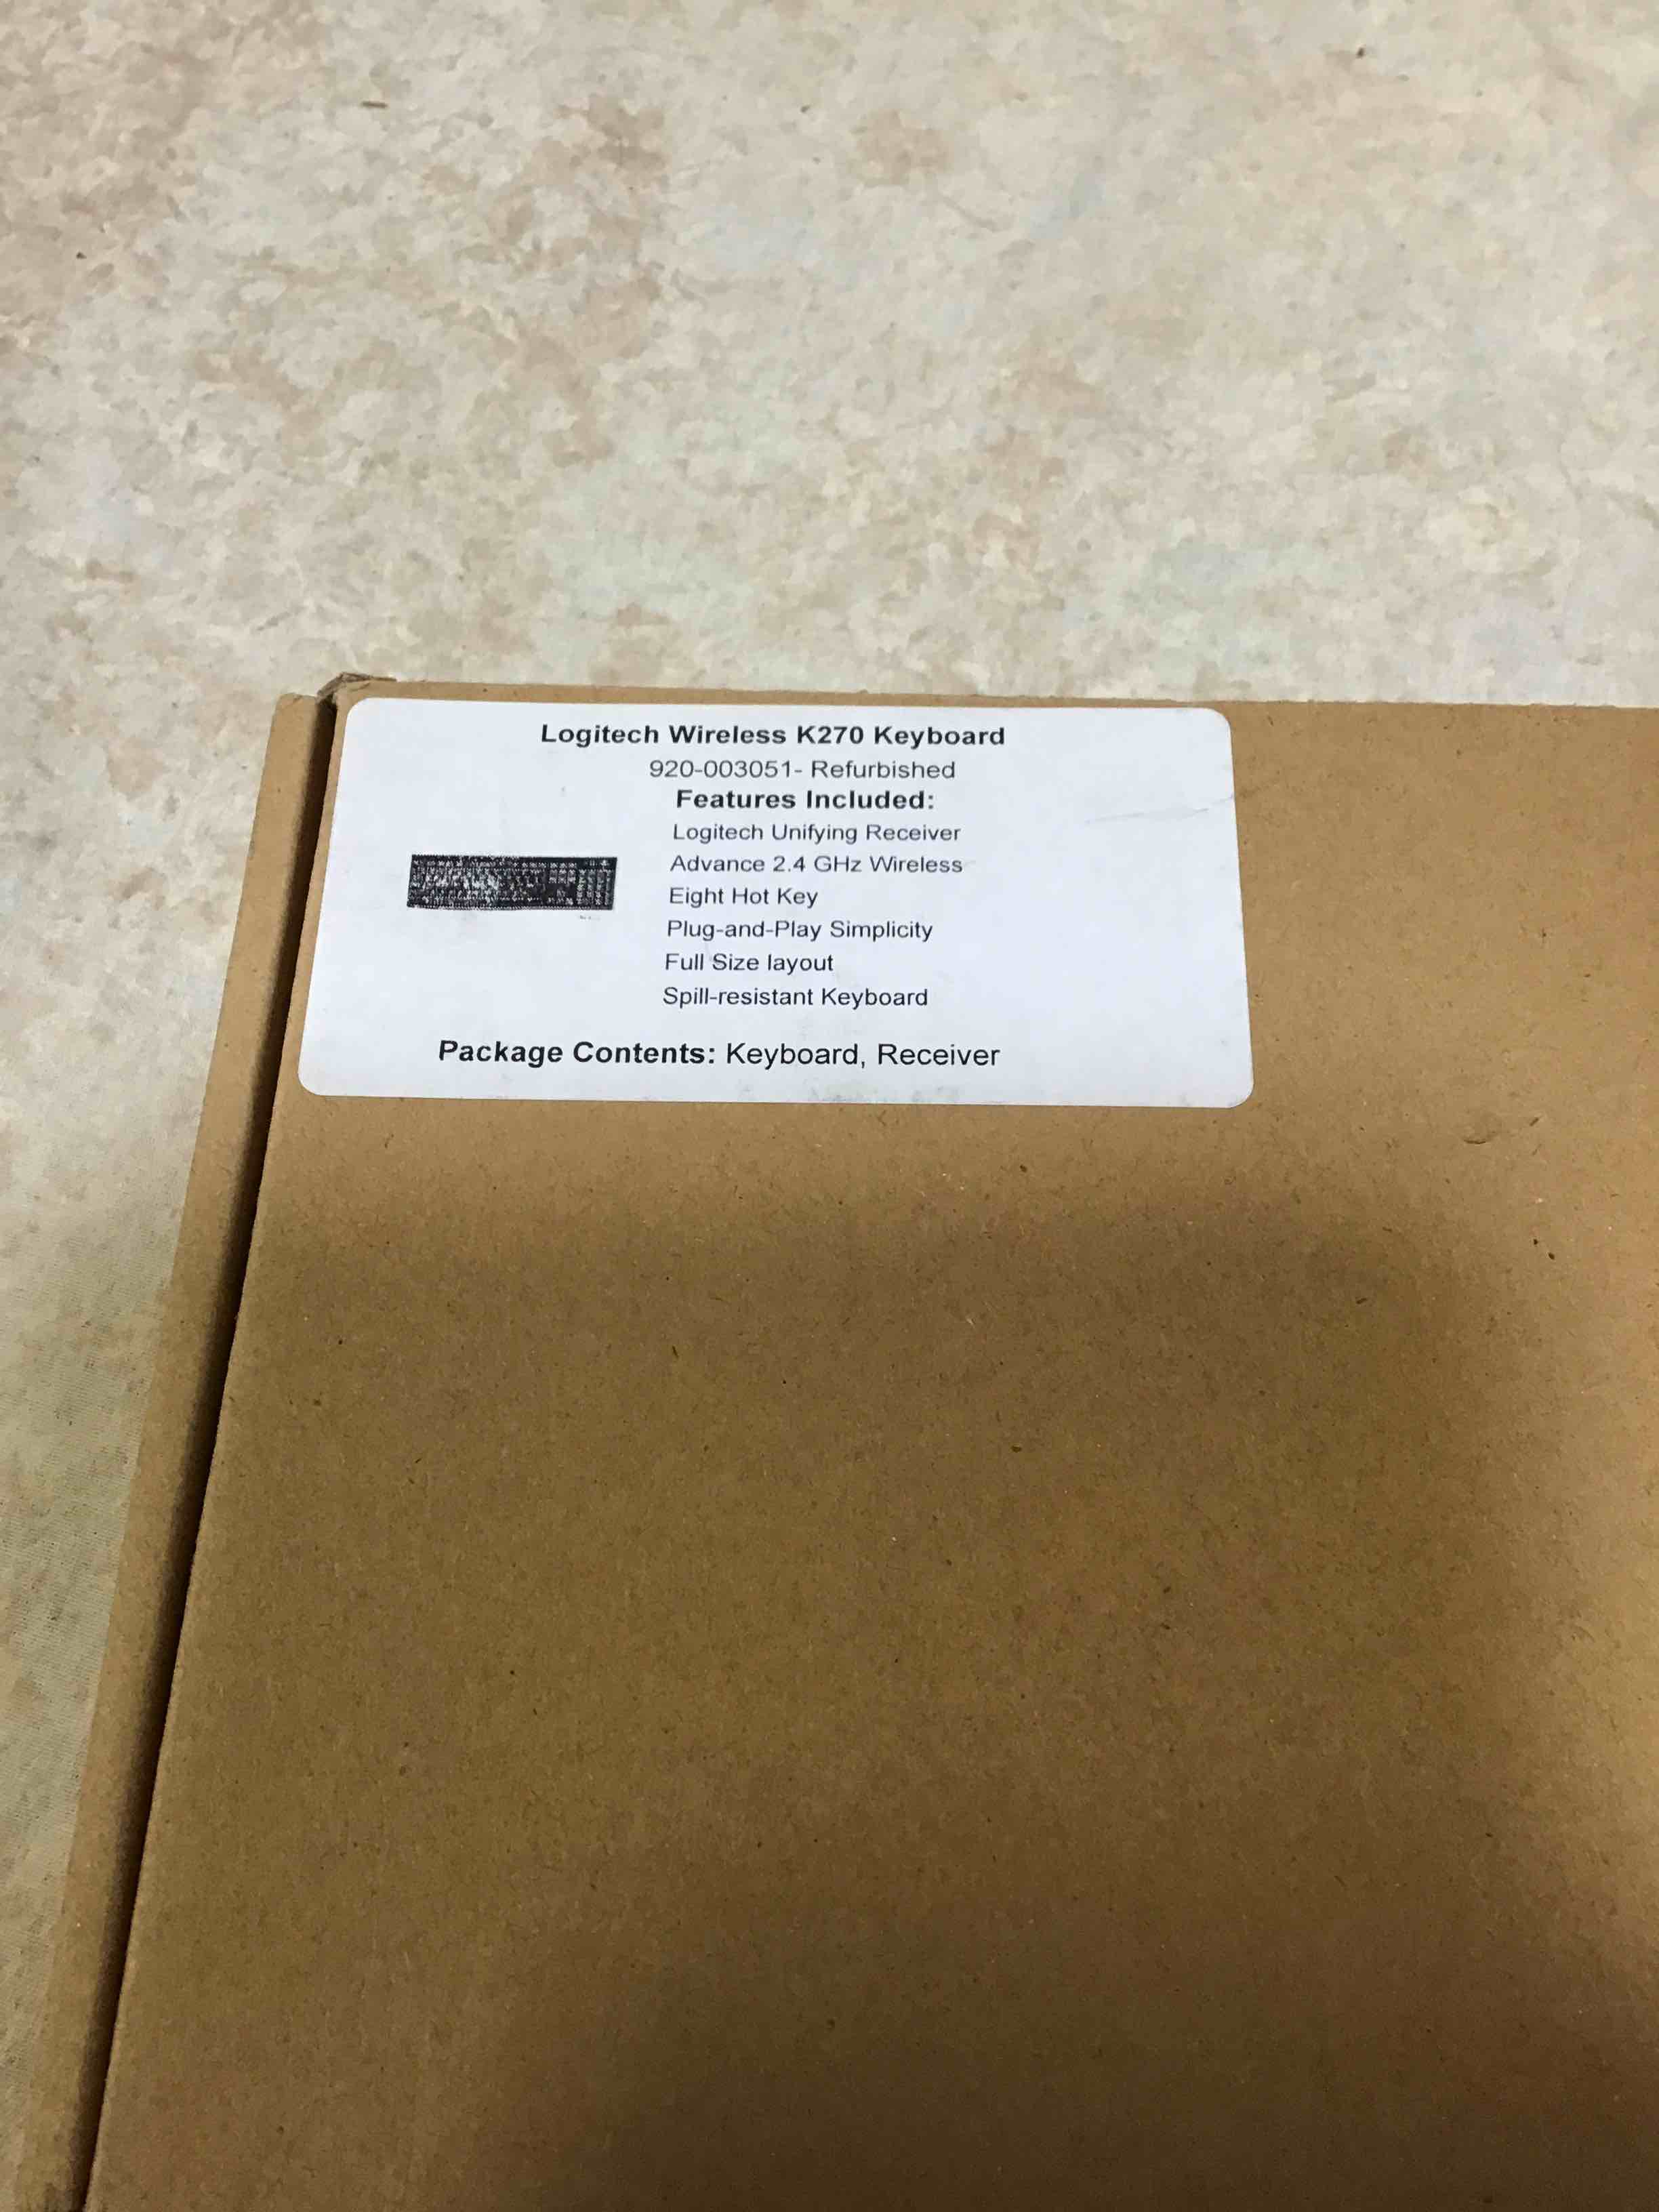 Logitech Wireless K270 Keyboard
920-003051- Refurbished
Features Included:
Logitech Unifying Receiver
Advance 2.4 GHz Wireless
Eight Hot Key
Plug-and-Play Simplicity
Full Size layout
Spill-resistant Keyboard
Package Contents: Keyboard, Receiver